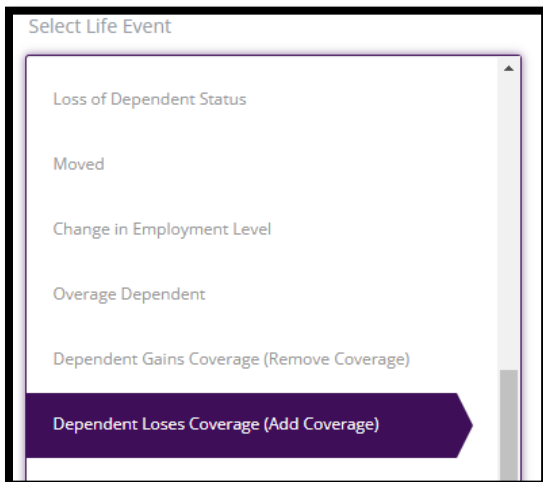 Select Life Event
Loss of Dependent Status
Moved
Change in Employment Level
Overage Dependent
Dependent Gains Coverage (Remove Coverage)
Dependent Loses Coverage (Add Coverage)